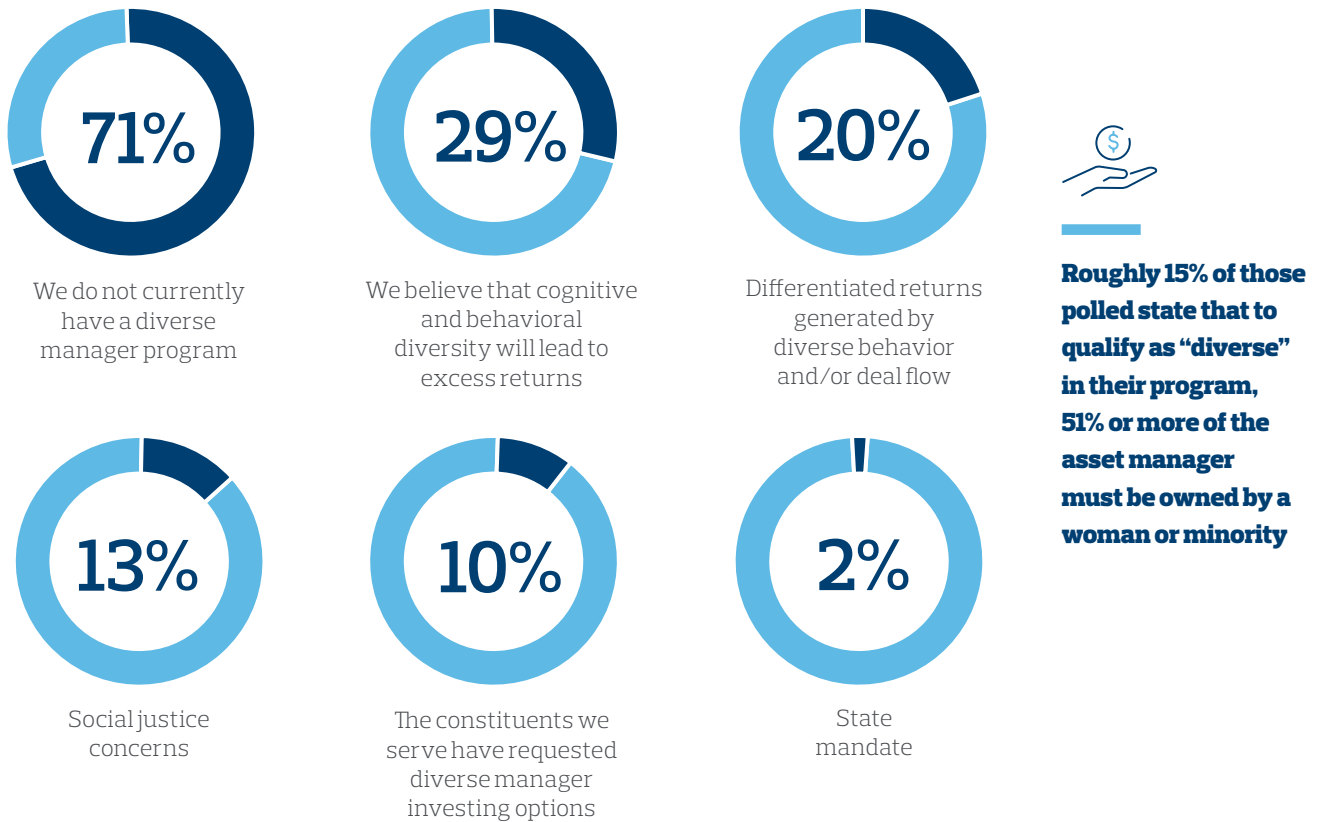 71%
We do not currently
have a diverse
manager program
29%
We believe that cognitive
and behavioral
diversity will lead to
excess returns
20%
Differentiated returns
generated by
diverse behavior
and/or deal flow
13%
Social justice
concerns
10%
The constituents we
serve have requested
diverse manager
investing options
2%
State
mandate
$
Roughly 15% of those
polled state that to
qualify as “diverse”
in their program,
51% or more of the
asset manager
must be owned by a
woman or minority